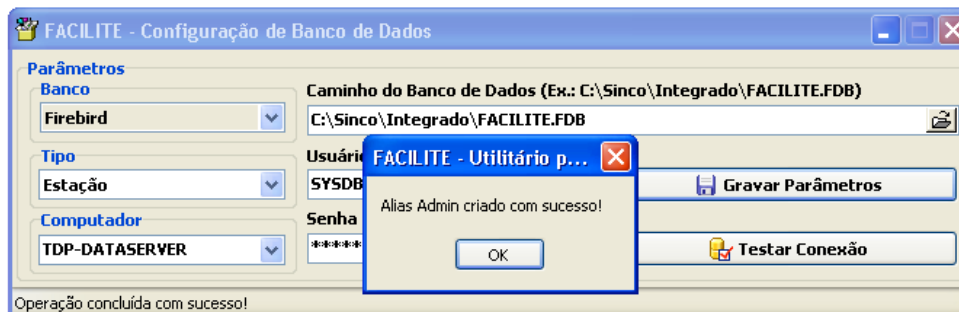 FACILITE - Configuração de Banco de Dados
Parâmetros
Banco
Caminho do Banco de Dados (Ex.: C:\Sinco\Integrado\FACILITE.FDB)
Firebird
C:\Sinco\Integrado\FACILITE.FDB
Tipo
Usuári
FACILITE - Utilitário p...
Estação
SYSDB
Gravar Parâmetros
Alias Admin criado com sucesso!
Computador
Senha
TDP-DATASERVER
*****
OK
Testar Conexão
Operação concluída com sucesso!